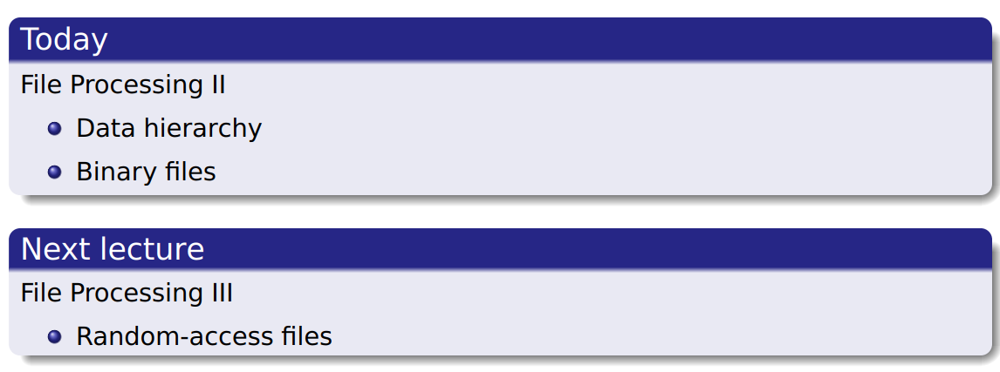 Today
File Processing II
Data hierarchy
Binary files
Next lecture
File Processing III
Random-access files